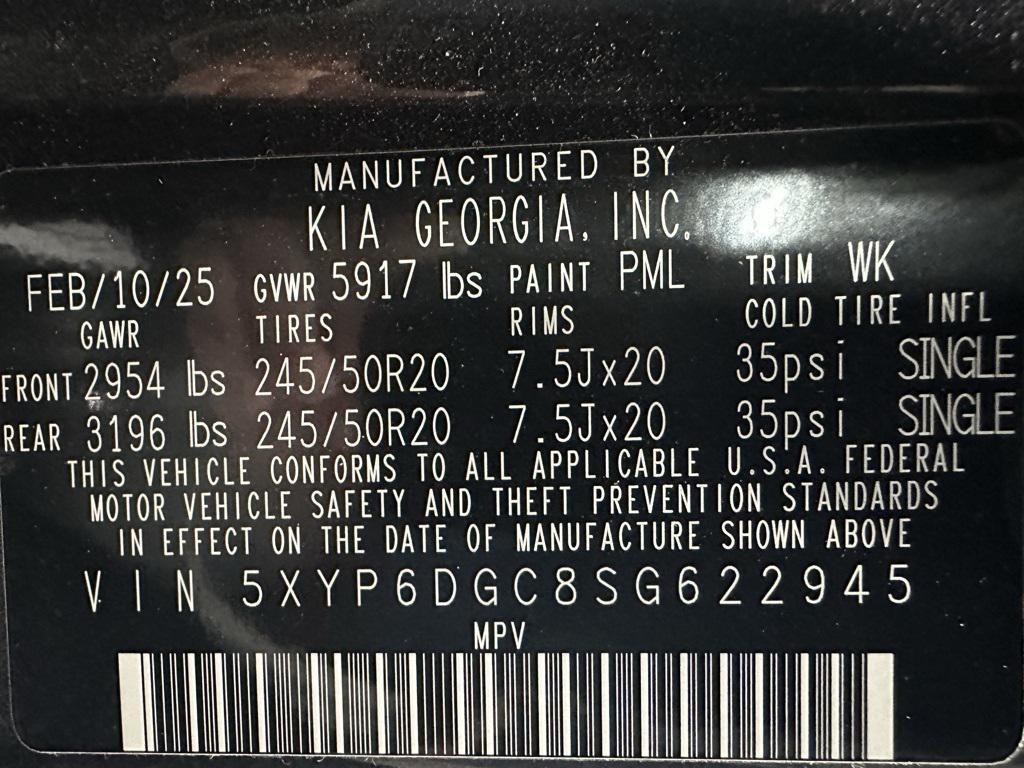 MANUFACTURED BY
KIA GEORGIA, INC.
FEB/10/25 GVWR 5917 lbs PAINT PML TRIM WK
GAWR TIRES RIMS COLD TIRE INFL
FRONT 2954 lbs 245/50R20 7.5Jx20 35psi SINGLE
REAR 3196 lbs 245/50R20 7.5Jx20 35psi SINGLE
THIS VEHICLE CONFORMS TO ALL APPLICABLE U.S.A. FEDERAL
MOTOR VEHICLE SAFETY AND THEFT PREVENTION STANDARDS
IN EFFECT ON THE DATE OF MANUFACTURE SHOWN ABOVE
VIN 5XYP6DGC8SG622945
MPV